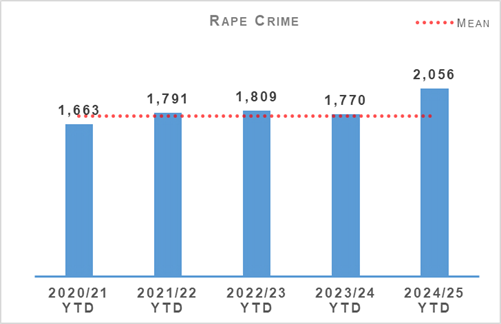 RAPE CRIME
MEAN
1,663
1,791
1,809
1,770
2,056
2020/21 YTD
2021/22 YTD
2022/23 YTD
2023/24 YTD
2024/25 YTD